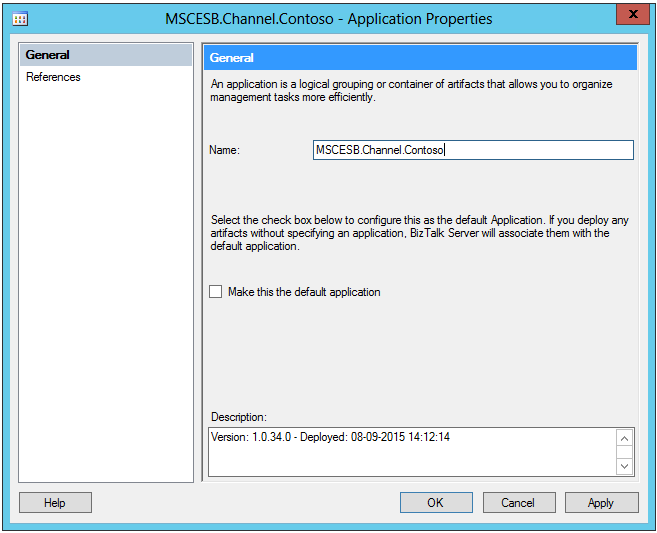 MSCESB.Channel.Contoso - Application Properties
x
General
References
General
An application is a logical grouping or container of artifacts that allows you to organize
management tasks more efficiently.
Name:
MSCESB.Channel.Contoso
Select the check box below to configure this as the default Application. If you deploy any
artifacts without specifying an application, BizTalk Server will associate them with the
default application.
Make this the default application
Description:
Version: 1.0.34.0 - Deployed: 08-09-2015 14:12:14
Help
OK
Cancel
Apply